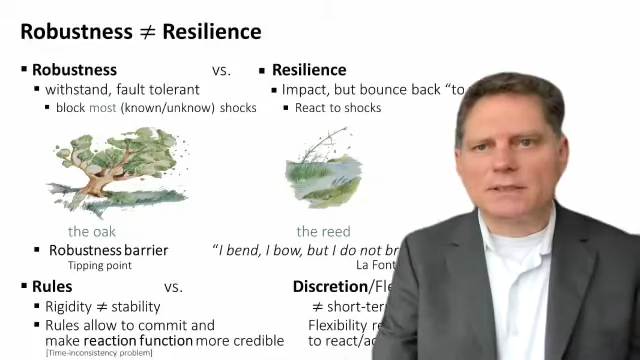 Robustness ≠ Resilience
▪ Robustness vs. ▪ Resilience
▪ withstand, fault tolerant ▪ Impact, but bounce back “to
▪ block most (known/unknow) shocks ▪ React to shocks
the oak the reed
▪ Robustness barrier “I bend, I bow, but I do not br
Tipping point La Font
▪ Rules vs. Discretion/Fle
▪ Rigidity ≠ stability ≠ short-ter
▪ Rules allow to commit and Flexibility re
make reaction function more credible to react/ac
[Time-inconsistency problem]